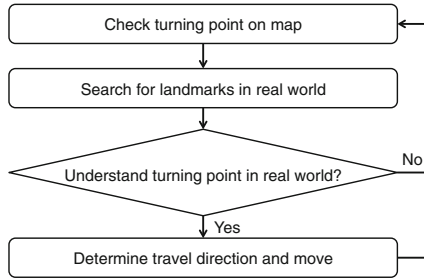 Check turning point on map
Search for landmarks in real world
Understand turning point in real world?
No
Yes
Determine travel direction and move